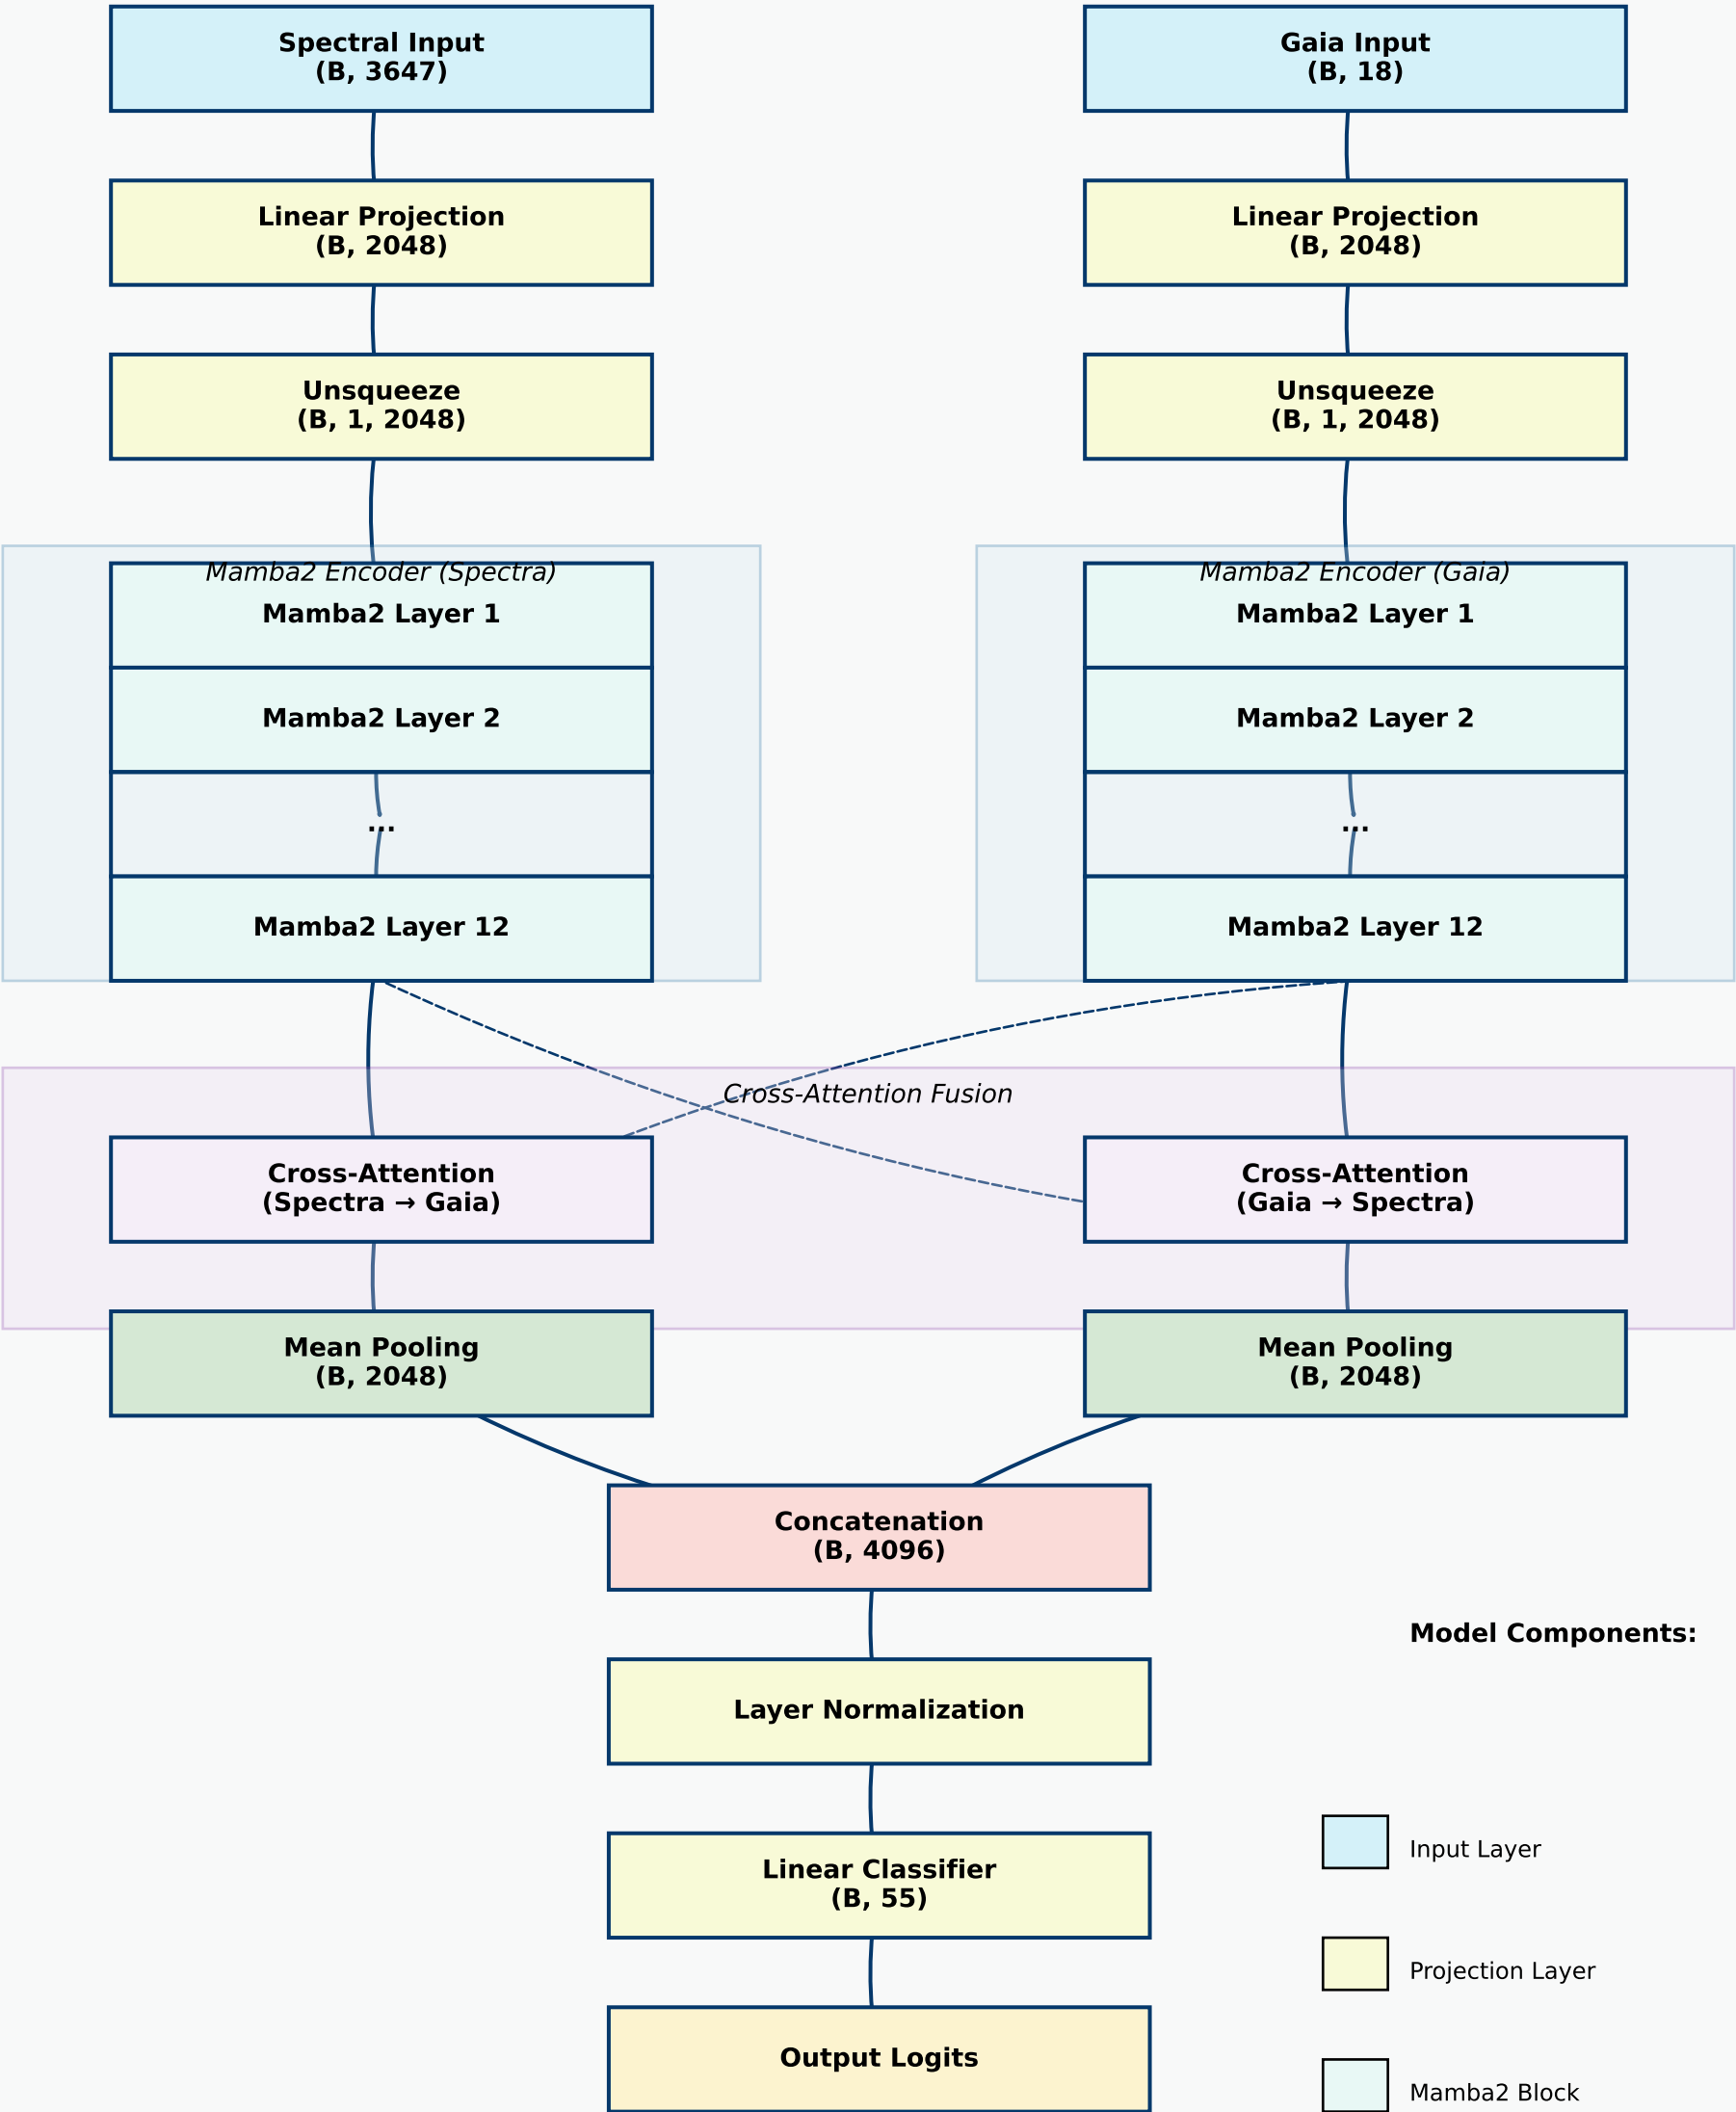 Spectral Input
(B, 3647)
Gaia Input
(B, 18)
Linear Projection
(B, 2048)
Linear Projection
(B, 2048)
Unsqueeze
(B, 1, 2048)
Unsqueeze
(B, 1, 2048)
Mamba2 Encoder (Spectra)
Mamba2 Layer 1
Mamba2 Layer 2
...
Mamba2 Layer 12
Mamba2 Encoder (Gaia)
Mamba2 Layer 1
Mamba2 Layer 2
...
Mamba2 Layer 12
Cross-Attention Fusion
Cross-Attention
(Spectra → Gaia)
Cross-Attention
(Gaia → Spectra)
Mean Pooling
(B, 2048)
Mean Pooling
(B, 2048)
Concatenation
(B, 4096)
Layer Normalization
Linear Classifier
(B, 55)
Output Logits
Model Components:
Input Layer
Projection Layer
Mamba2 Block